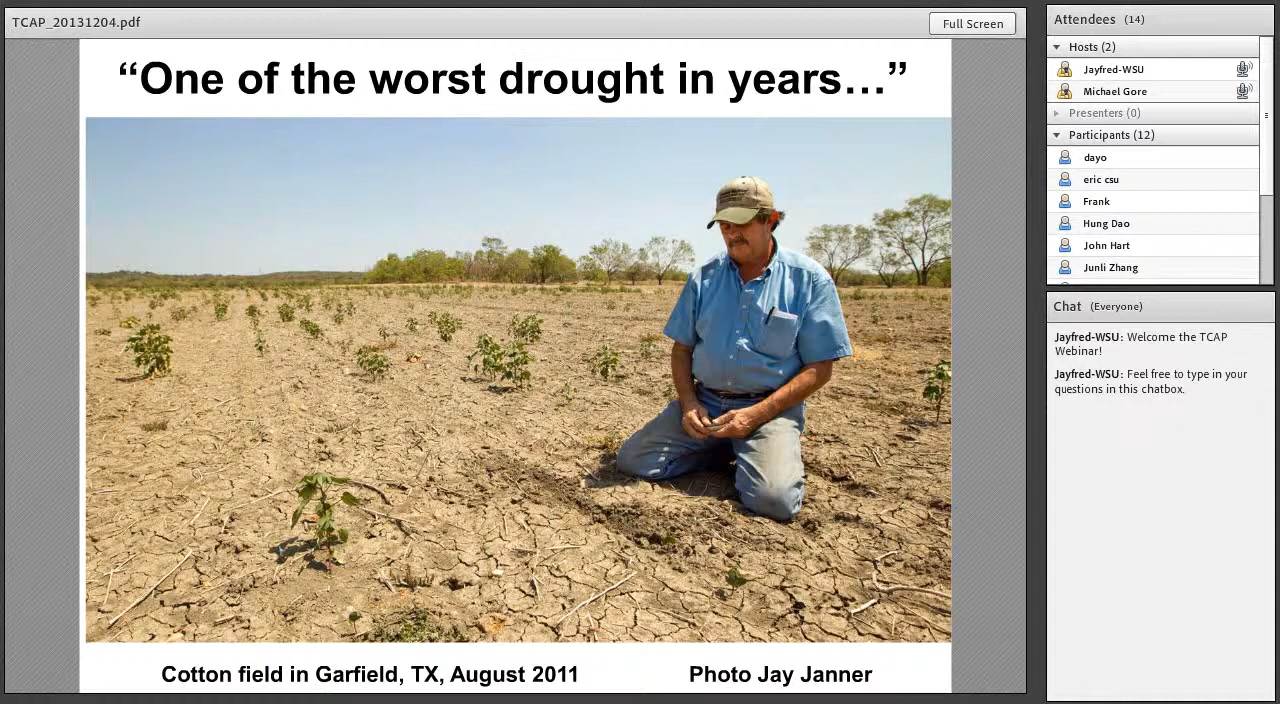 TCAP_20131204.pdf
Full Screen
“One of the worst drought in years…”
Cotton field in Garfield, TX, August 2011
Photo Jay Janner
Attendees (14)
Hosts (2)
Jayfred-WSU
Michael Gore
Presenters (0)
Participants (12)
dayo
eric csu
Frank
Hung Dao
John Hart
Junli Zhang
Chat (Everyone)
Jayfred-WSU: Welcome the TCAP
Webinar!
Jayfred-WSU: Feel free to type in your
questions in this chatbox.